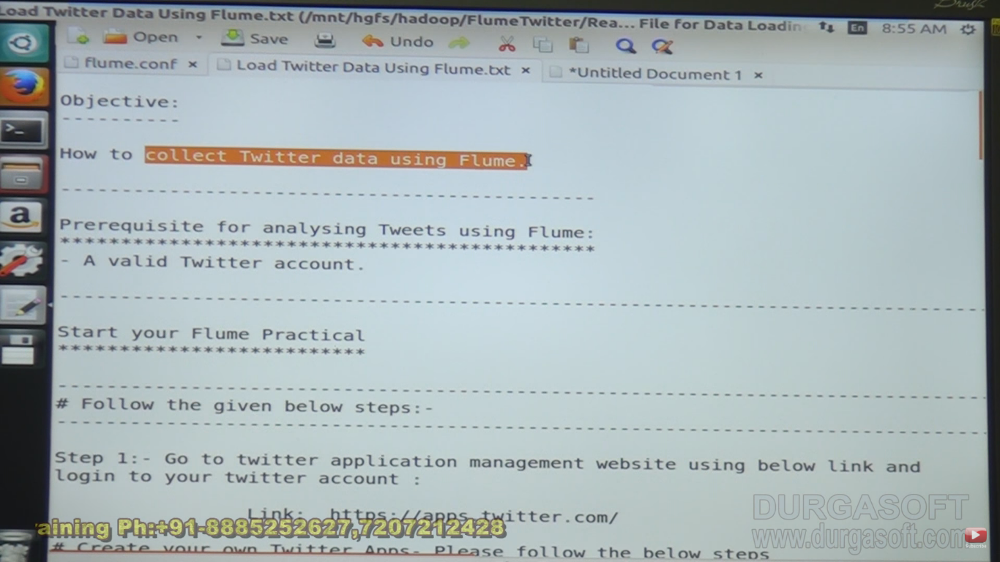 Load Twitter Data Using Flume.txt (/mnt/hgfs/hadoop/FlumeTwitter/Rea... File for Data Loading
En 8:55 AM
Open Save Undo
flume.conf × Load Twitter Data Using Flume.txt × *Untitled Document 1 ×
Objective:
----------
How to collect Twitter data using Flume.
---------------------------------------------
Prerequisite for analysing Tweets using Flume:
**********************************************
- A valid Twitter account.
--------------------------------------------------------------------------------
Start your Flume Practical
**************************
--------------------------------------------------------------------------------
# Follow the given below steps:-
--------------------------------------------------------------------------------
Step 1:- Go to twitter application management website using below link and
login to your twitter account :
Link: https://apps.twitter.com/
# Create your own Twitter Apps- Please follow the below steps
aining Ph:+91-8885252627,7207212428
DURGASOFT
www.durgasoft.com
Subscribe